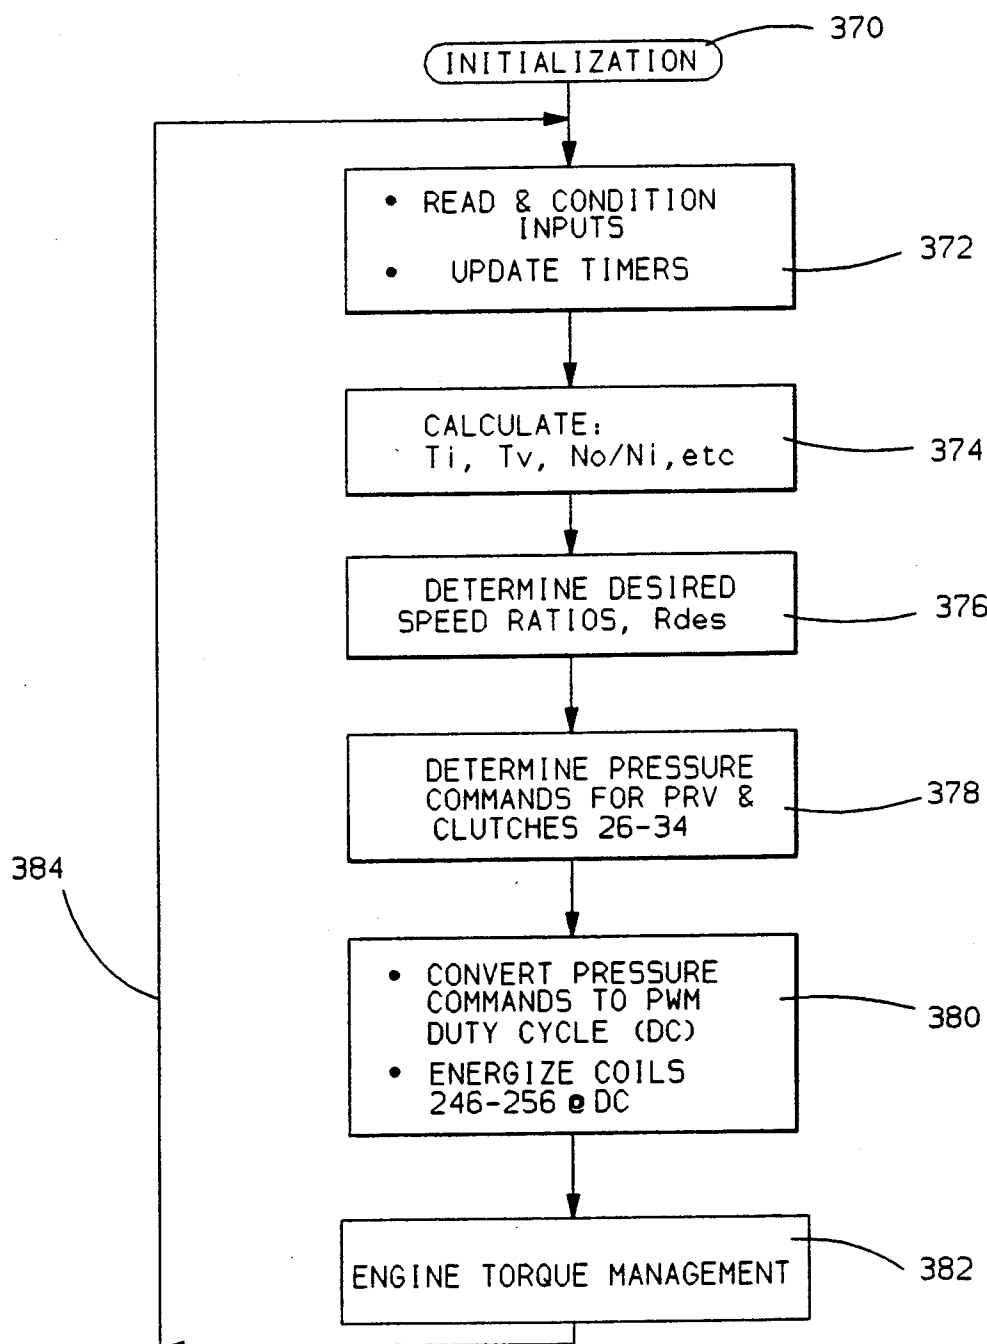 370
INITIALIZATION
• READ & CONDITION
INPUTS
• UPDATE TIMERS
372
CALCULATE:
Ti, Tv, No/Ni,etc
374
DETERMINE DESIRED
SPEED RATIOS, Rdes
376
DETERMINE PRESSURE
COMMANDS FOR PRV &
CLUTCHES 26-34
378
384
• CONVERT PRESSURE
COMMANDS TO PWM
DUTY CYCLE (DC)
• ENERGIZE COILS
246-256 @ DC
380
ENGINE TORQUE MANAGEMENT
382